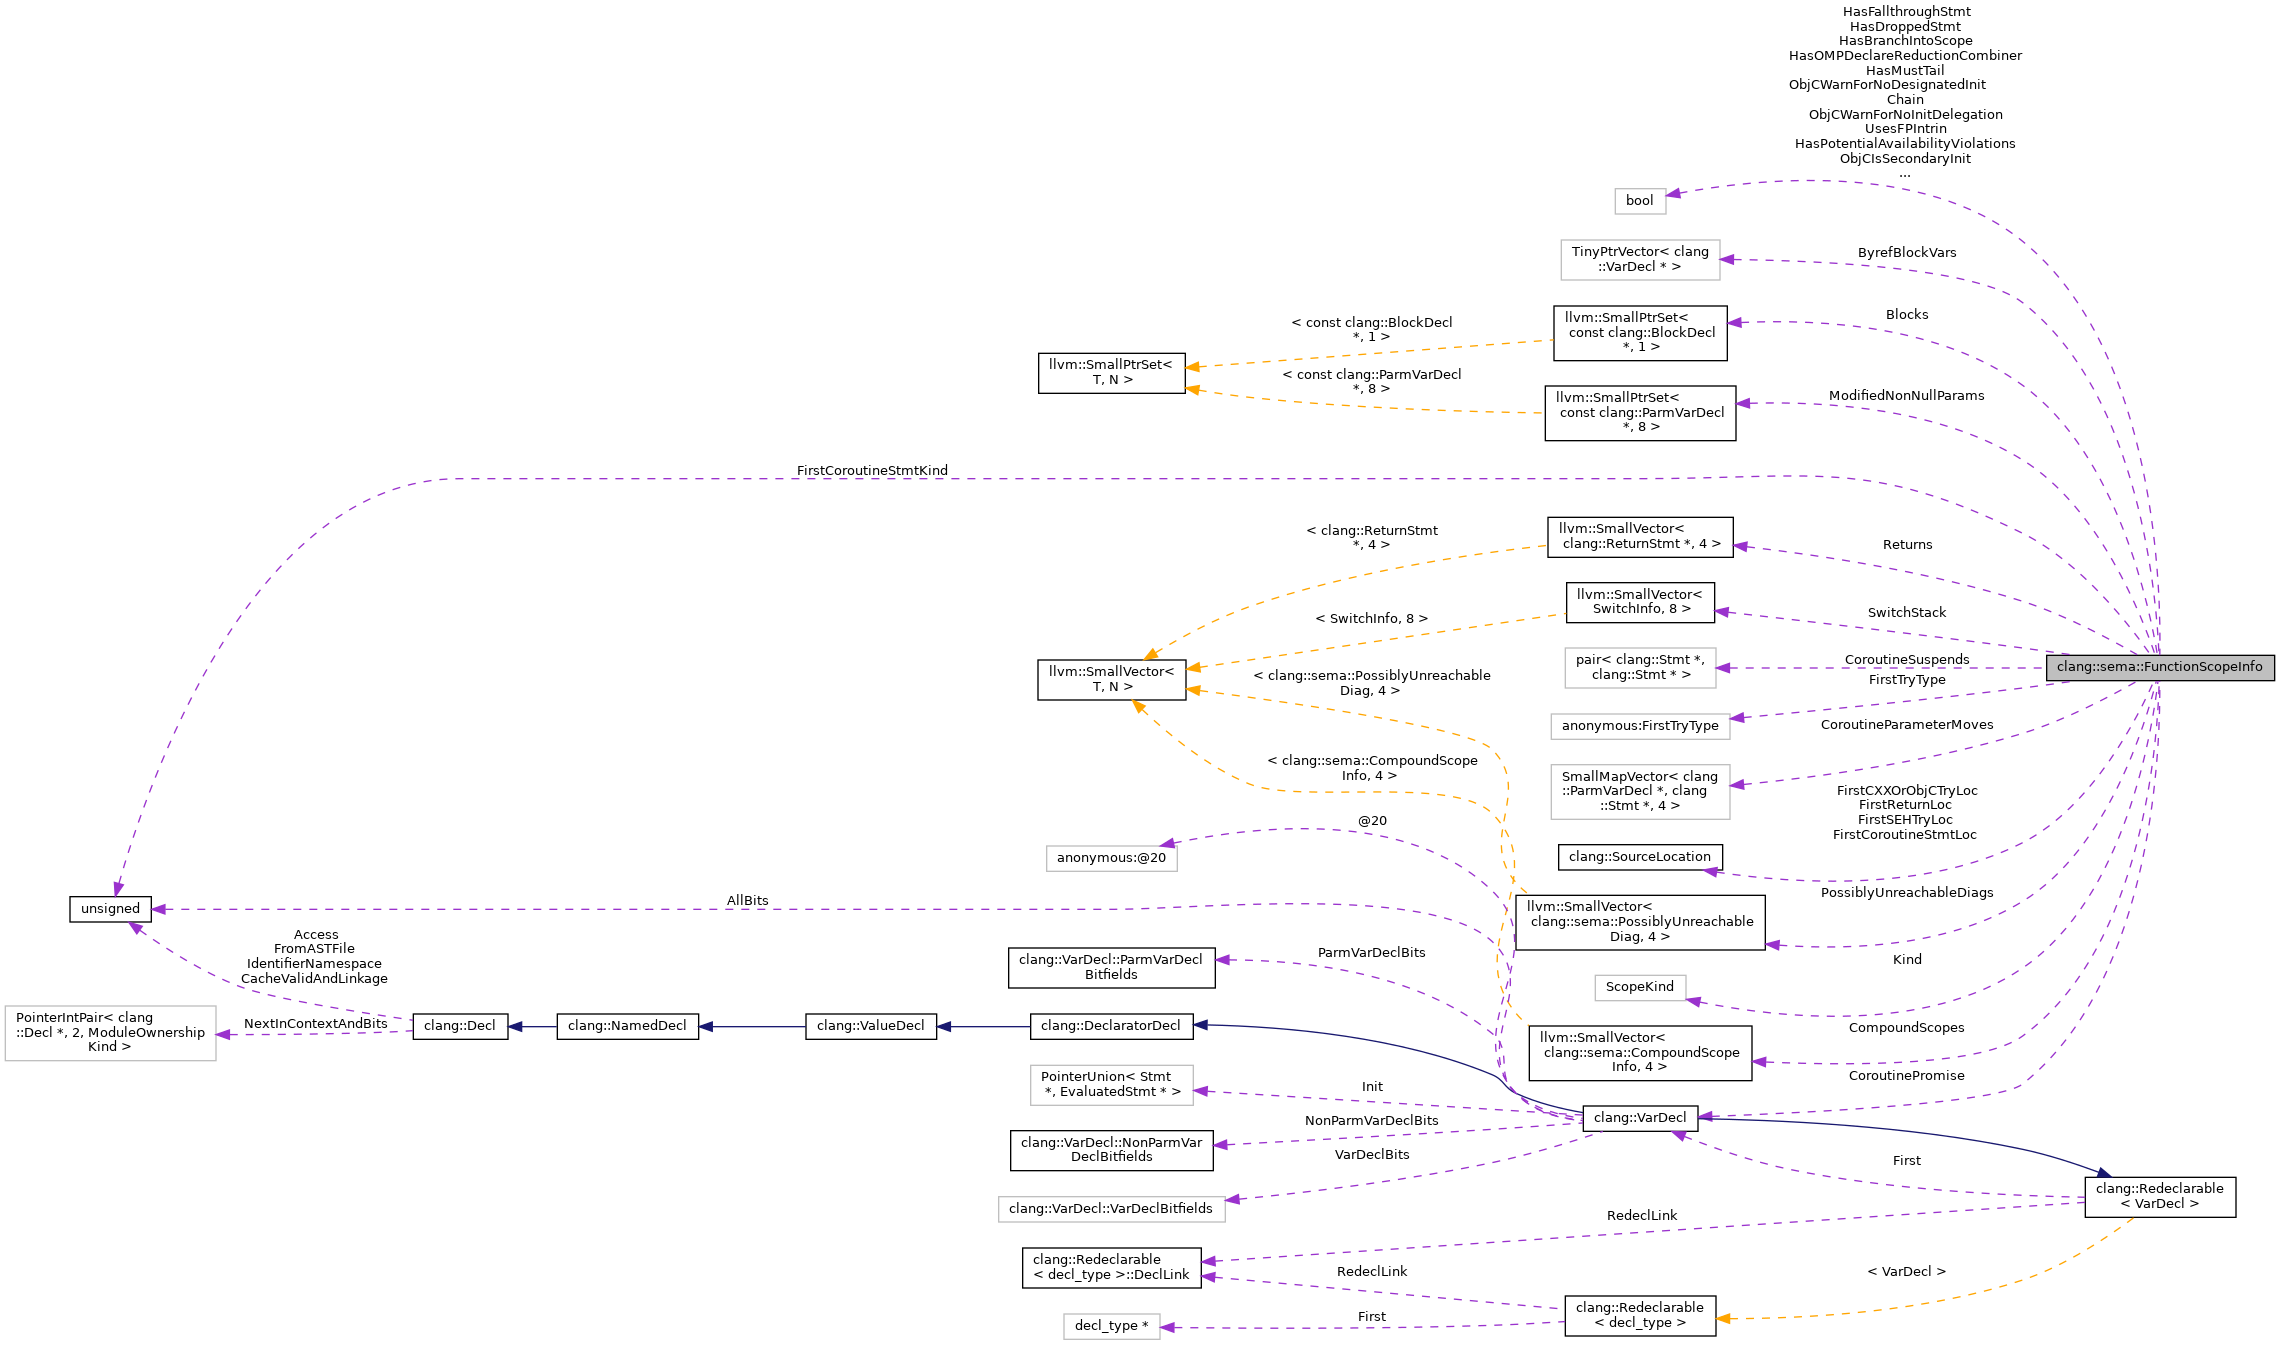 HasFallthroughStmt
HasDroppedStmt
HasBranchIntoScope
HasOMPDeclareReductionCombiner
HasMustTail
ObjCWarnForNoDesignatedInit
Chain
ObjCWarnForNoInitDelegation
UsesFPIntrin
HasPotentialAvailabilityViolations
ObjCIsSecondaryInit
...
bool
TinyPtrVector< clang
::VarDecl * >
ByrefBlockVars
llvm::SmallPtrSet<
const clang::BlockDecl
*, 1 >
Blocks
< const clang::BlockDecl
*, 1 >
llvm::SmallPtrSet<
T, N >
< const clang::ParmVarDecl
*, 8 >
llvm::SmallPtrSet<
const clang::ParmVarDecl
*, 8 >
ModifiedNonNullParams
FirstCoroutineStmtKind
< clang::ReturnStmt
*, 4 >
llvm::SmallVector<
clang::ReturnStmt *, 4 >
Returns
llvm::SmallVector<
SwitchInfo, 8 >
SwitchStack
< SwitchInfo, 8 >
llvm::SmallVector<
T, N >
< clang::sema::PossiblyUnreachable
Diag, 4 >
pair< clang::Stmt *,
clang::Stmt * >
CoroutineSuspends
clang::sema::FunctionScopeInfo
FirstTryType
anonymous:FirstTryType
CoroutineParameterMoves
< clang::sema::CompoundScope
Info, 4 >
SmallMapVector< clang
::ParmVarDecl *, clang
::Stmt *, 4 >
FirstCXXOrObjCTryLoc
FirstReturnLoc
FirstSEHTryLoc
FirstCoroutineStmtLoc
@20
anonymous:@20
clang::SourceLocation
unsigned
AllBits
llvm::SmallVector<
clang::sema::PossiblyUnreachable
Diag, 4 >
PossiblyUnreachableDiags
Access
FromASTFile
IdentifierNamespace
CacheValidAndLinkage
clang::VarDecl::ParmVarDecl
Bitfields
ParmVarDeclBits
ScopeKind
Kind
PointerIntPair< clang
::Decl *, 2, ModuleOwnership
Kind >
NextInContextAndBits
clang::Decl
clang::NamedDecl
clang::ValueDecl
clang::DeclaratorDecl
llvm::SmallVector<
clang::sema::CompoundScope
Info, 4 >
CompoundScopes
CoroutinePromise
PointerUnion< Stmt
*, EvaluatedStmt * >
Init
clang::VarDecl
NonParmVarDeclBits
clang::VarDecl::NonParmVar
DeclBitfields
VarDeclBits
First
clang::Redeclarable
< VarDecl >
clang::VarDecl::VarDeclBitfields
RedeclLink
clang::Redeclarable
< decl_type >::DeclLink
RedeclLink
< VarDecl >
clang::Redeclarable
< decl_type >
First
decl_type *